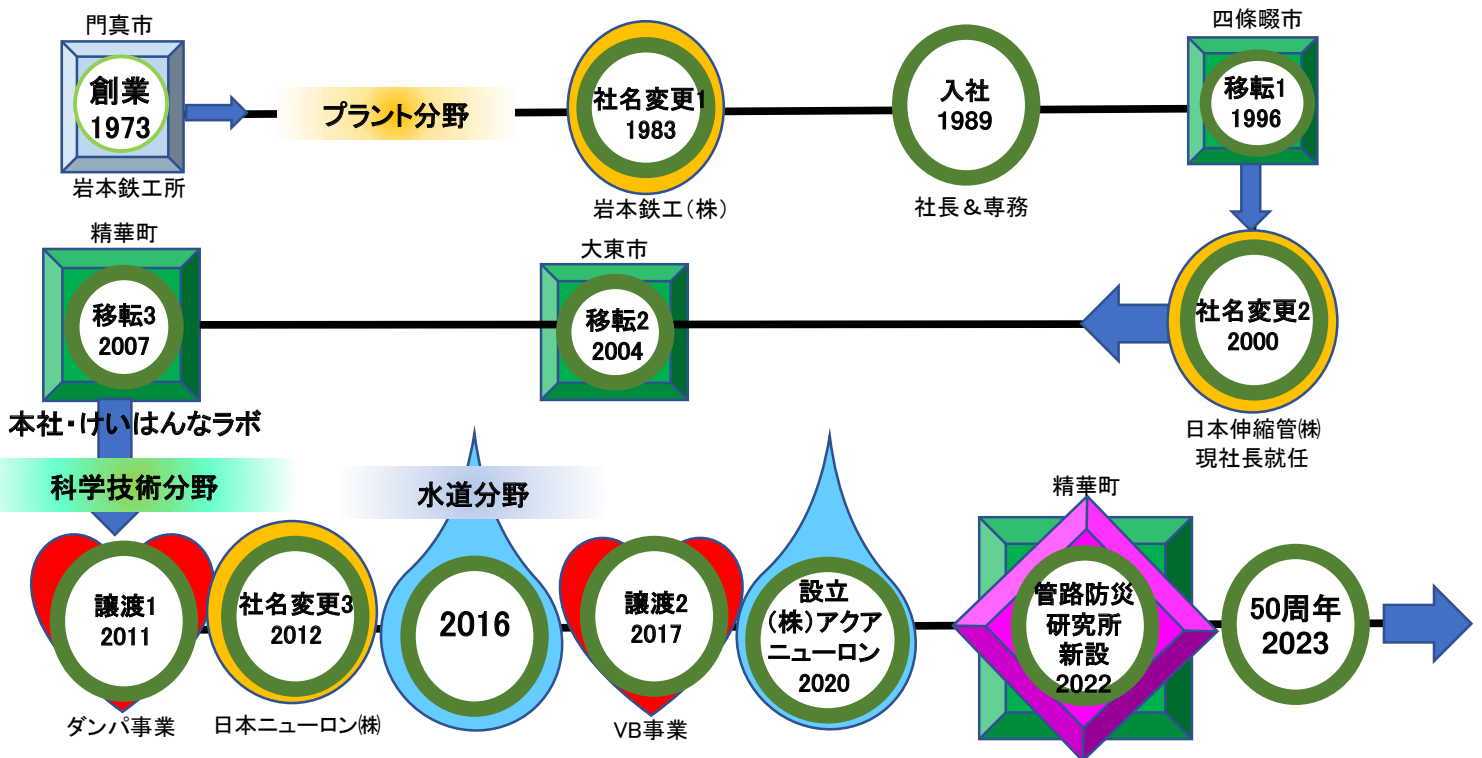 門真市
創業
1973
岩本鉄工所
プラント分野
社名変更1
1983
岩本鉄工(株)
入社
1989
社長&専務
四條畷市
移転1
1996
社名変更2
2000
日本伸縮管㈱
現社長就任
大東市
移転2
2004
精華町
移転3
2007
本社・けいはんなラボ
科学技術分野
譲渡1
2011
ダンパ事業
社名変更3
2012
日本ニューロン㈱
水道分野
2016
譲渡2
2017
VB事業
設立
(株)アクア
ニューロン
2020
精華町
管路防災
研究所
新設
2022
50周年
2023